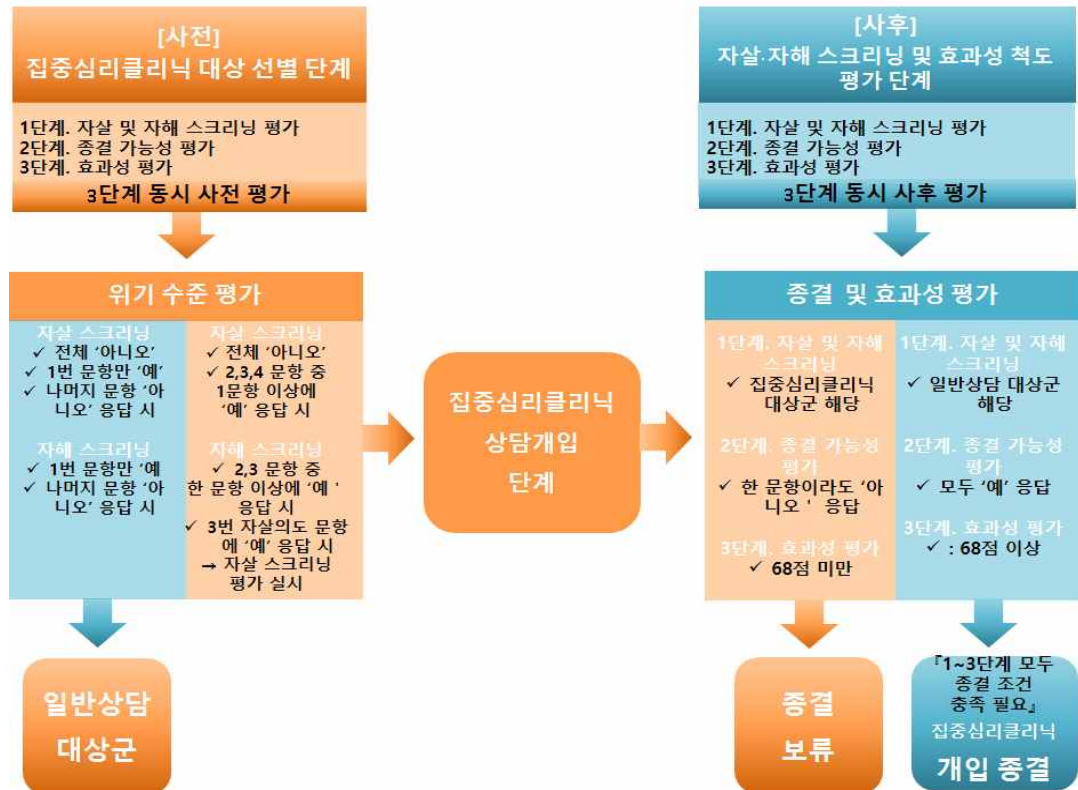 [사전]
집중심리클리닉 대상 선별 단계
1단계. 자살 및 자해 스크리닝 평가
2단계. 종결 가능성 평가
3단계. 효과성 평가
3단계 동시 사전 평가
위기 수준 평가
자살 스크리닝
✓ 전체 ‘아니오’
✓ 1번 문항만 ‘예’
✓ 나머지 문항 ‘아
니오’ 응답 시
자해 스크리닝
✓ 1번 문항만 ‘예
✓ 나머지 문항 ‘아
니오’ 응답 시
자살 스크리닝
✓ 전체 ‘아니오’
✓ 2,3,4 문항 중
1문항 이상에
‘예’ 응답 시
자해 스크리닝
✓ 2,3 문항 중
한 문항 이상에 ‘예 '
응답 시
✓ 3번 자살의도 문항
에 ‘예’ 응답 시
→ 자살 스크리닝
평가 실시
일반상담
대상군
집중심리클리닉
상담개입
단계
[사후]
자살·자해 스크리닝 및 효과성 척도
평가 단계
1단계. 자살 및 자해 스크리닝 평가
2단계. 종결 가능성 평가
3단계. 효과성 평가
3단계 동시 사후 평가
종결 및 효과성 평가
1단계. 자살 및 자해
스크리닝
✓ 집중심리클리닉
대상군 해당
2단계. 종결 가능성
평가
✓ 한 문항이라도 ‘아
니오 ' 응답
3단계. 효과성 평가
✓ 68점 미만
1단계. 자살 및 자해
스크리닝
✓ 일반상담 대상군
해당
2단계. 종결 가능성
평가
✓ 모두 ‘예’ 응답
3단계. 효과성 평가
✓ : 68점 이상
종결
보류
『1~3단계 모두
종결 조건
충족 필요』
집중심리클리닉
개입 종결